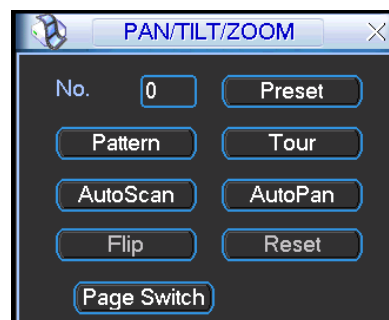 PAN/TILT/ZOOM
No. 0 Preset
Pattern Tour
AutoScan AutoPan
Flip Reset
Page Switch